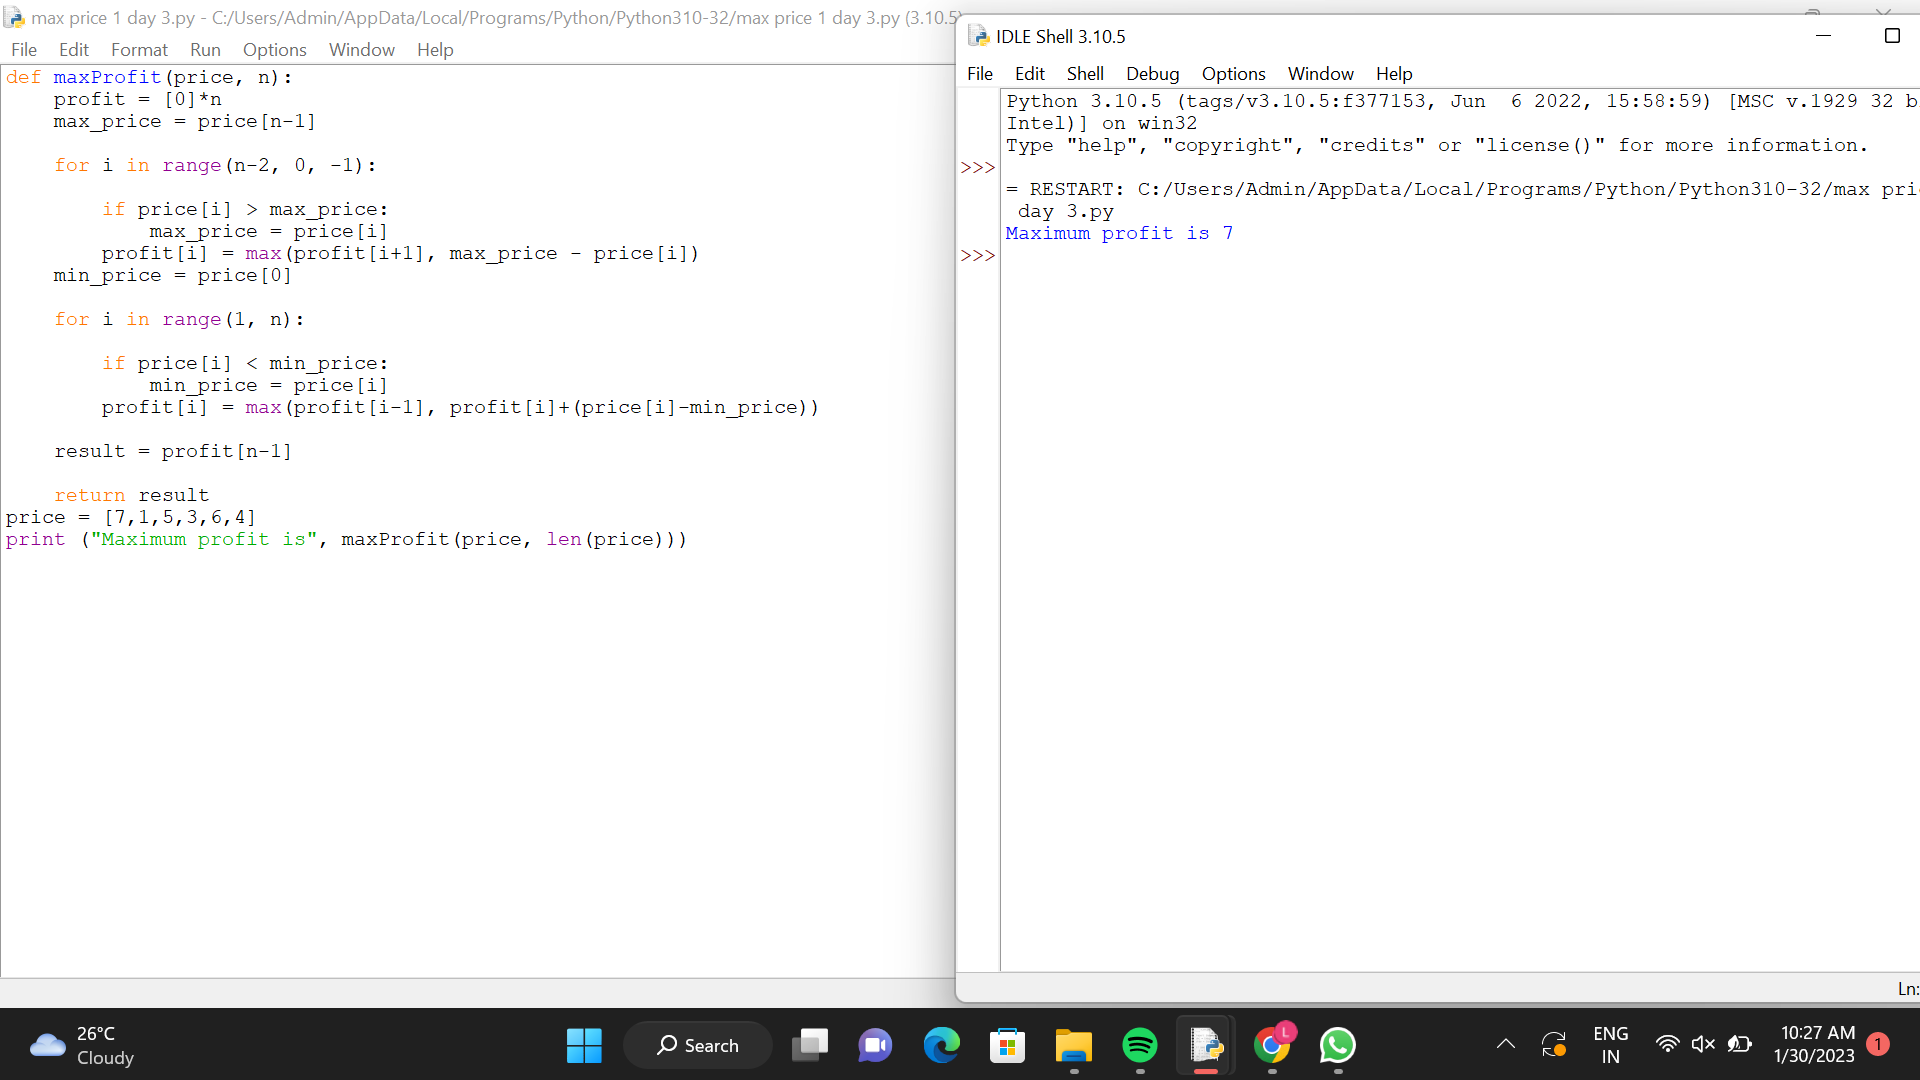 max price 1 day 3.py - C:/Users/Admin/AppData/Local/Programs/Python/Python310-32/max price 1 day 3.py (3.10.5)
File Edit Format Run Options Window Help
def maxProfit(price, n):
    profit = [0]*n
    max_price = price[n-1]
    for i in range(n-2, 0, -1):
        if price[i] > max_price:
            max_price = price[i]
        profit[i] = max(profit[i+1], max_price - price[i])
    min_price = price[0]
    for i in range(1, n):
        if price[i] < min_price:
            min_price = price[i]
        profit[i] = max(profit[i-1], profit[i]+(price[i]-min_price))
    result = profit[n-1]
    return result
price = [7,1,5,3,6,4]
print ("Maximum profit is", maxProfit(price, len(price)))
IDLE Shell 3.10.5
File Edit Shell Debug Options Window Help
Python 3.10.5 (tags/v3.10.5:f377153, Jun  6 2022, 15:58:59) [MSC v.1929 32 b
Intel)] on win32
Type "help", "copyright", "credits" or "license()" for more information.
>>>
= RESTART: C:/Users/Admin/AppData/Local/Programs/Python/Python310-32/max pri
 day 3.py
Maximum profit is 7
>>>
Ln:
26°C
Cloudy
Search
L
ENG
IN
10:27 AM
1/30/2023
1